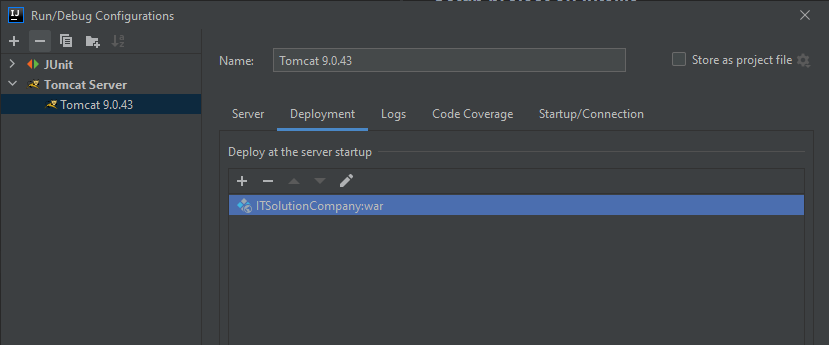 Run/Debug Configurations
JUnit
Tomcat Server
Tomcat 9.0.43
Name:
Tomcat 9.0.43
Store as project file
Server
Deployment
Logs
Code Coverage
Startup/Connection
Deploy at the server startup
ITSolutionCompany:war